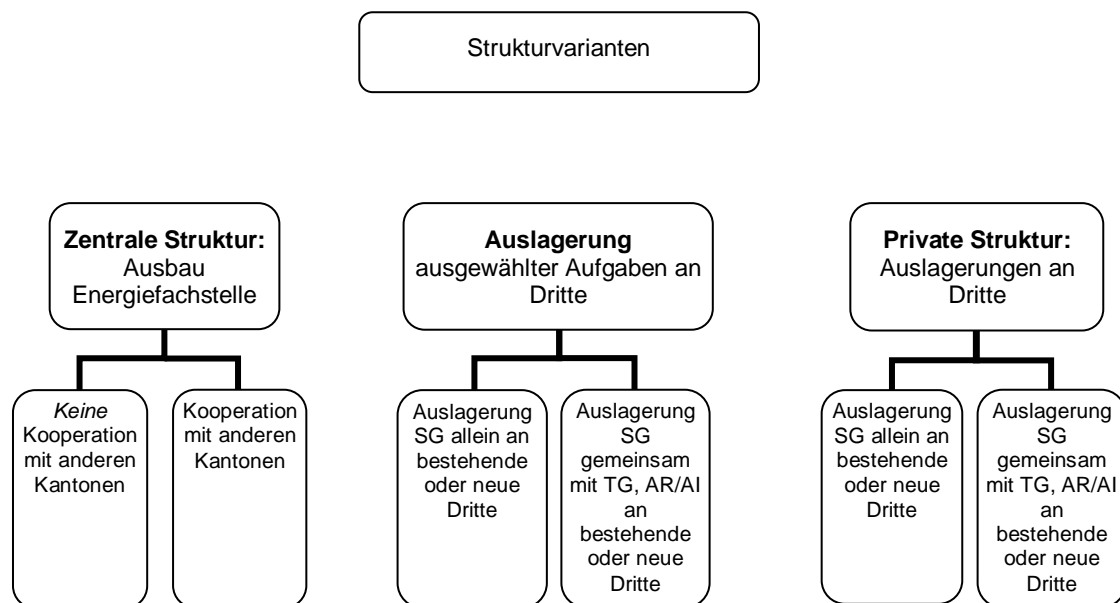 Strukturvarianten
Zentrale Struktur:
Ausbau
Energiefachstelle
Auslagerung
ausgewählter Aufgaben an
Dritte
Private Struktur:
Auslagerungen an
Dritte
Keine
Kooperation
mit anderen
Kantonen
Kooperation
mit anderen
Kantonen
Auslagerung
SG allein an
bestehende
oder neue
Dritte
Auslagerung
SG
gemeinsam
mit TG, AR/AI
an
bestehende
oder neue
Dritte
Auslagerung
SG allein an
bestehende
oder neue
Dritte
Auslagerung
SG
gemeinsam
mit TG, AR/AI
an
bestehende
oder neue
Dritte